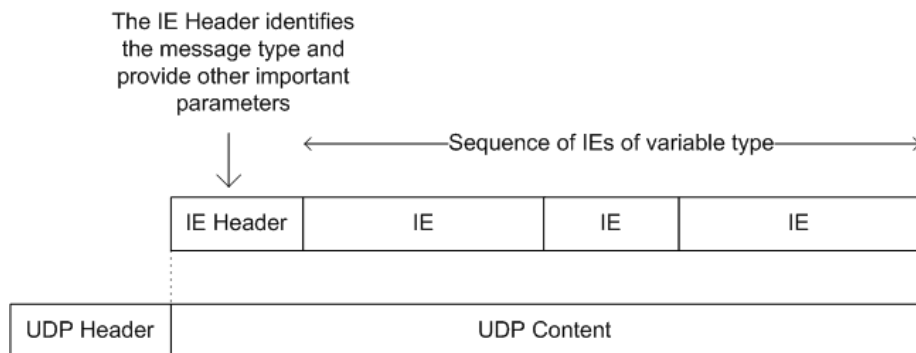 The IE Header identifies
the message type and
provide other important
parameters
Sequence of IEs of variable type
IE Header
IE
IE
IE
UDP Header
UDP Content